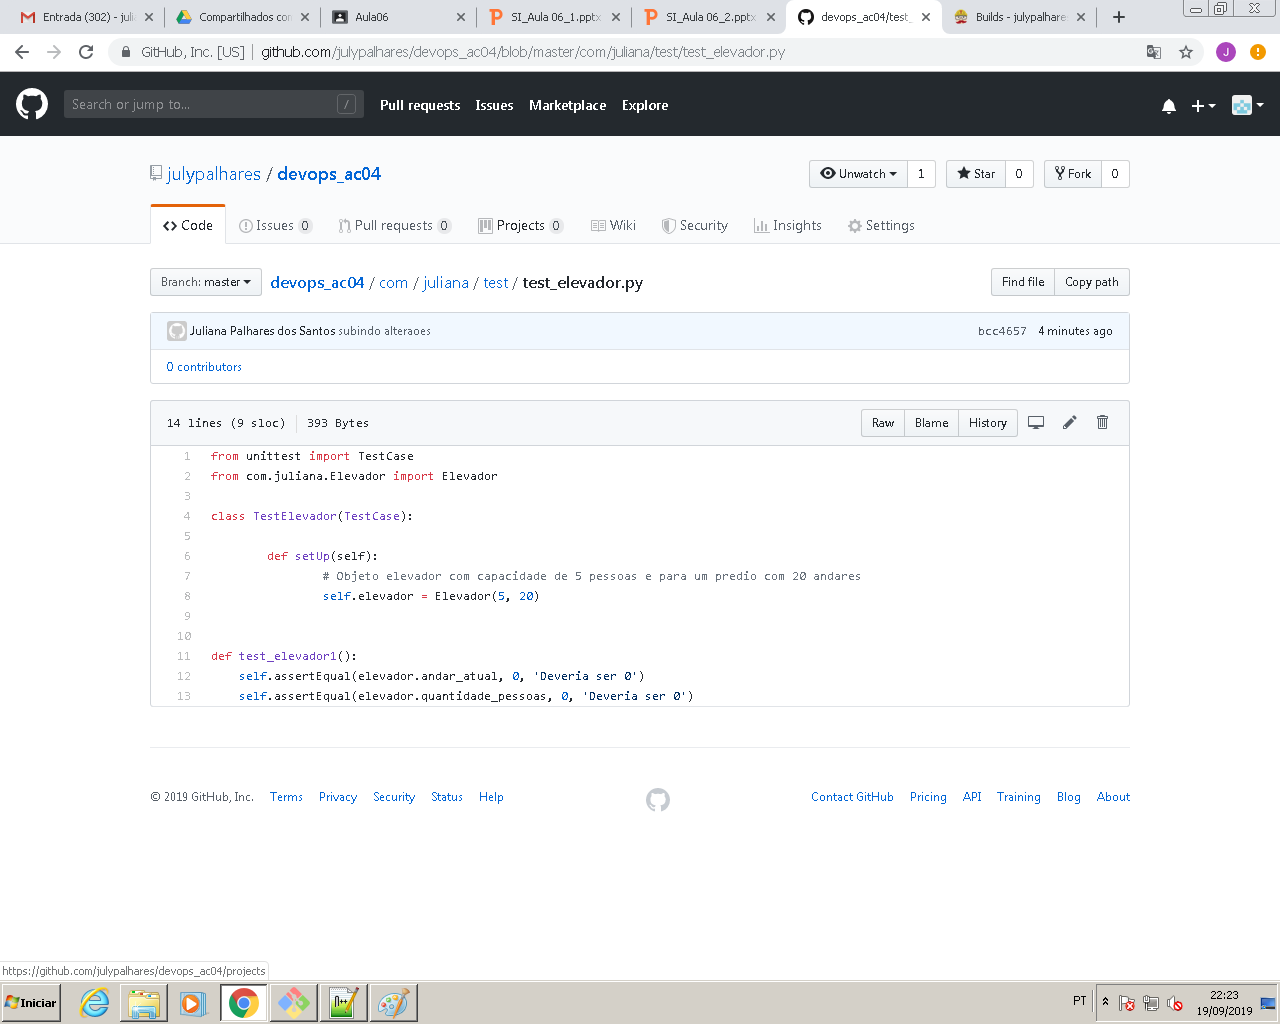 Entrada (302) - juli
Compartilhados con
Aula06
SI_Aula 06_1.pptx
SI_Aula 06_2.pptx
devops_ac04/test_
Builds - julypalhares
GitHub, Inc. [US] | github.com/julypalhares/devops_ac04/blob/master/com/juliana/test/test_elevador.py
J
Search or jump to...
/
Pull requests
Issues
Marketplace
Explore
julypalhares / devops_ac04
Unwatch 1
Star 0
Fork 0
Code
Issues 0
Pull requests 0
Projects 0
Wiki
Security
Insights
Settings
Branch: master
devops_ac04 / com / juliana / test / test_elevador.py
Find file
Copy path
Juliana Palhares dos Santos subindo alteraoes
bcc4657 4 minutes ago
0 contributors
14 lines (9 sloc) 393 Bytes
Raw
Blame
History
1 from unittest import TestCase
2 from com.juliana.Elevador import Elevador
3
4 class TestElevador(TestCase):
5
6 def setUp(self):
7 # Objeto elevador com capacidade de 5 pessoas e para um predio com 20 andares
8 self.elevador = Elevador(5, 20)
9
10
11 def test_elevador1():
12 self.assertEqual(elevador.andar_atual, 0, 'Deveria ser 0')
13 self.assertEqual(elevador.quantidade_pessoas, 0, 'Deveria ser 0')
© 2019 GitHub, Inc.
Terms
Privacy
Security
Status
Help
Contact GitHub
Pricing
API
Training
Blog
About
https://github.com/julypalhares/devops_ac04/projects
Iniciar
PT
22:23
19/09/2019